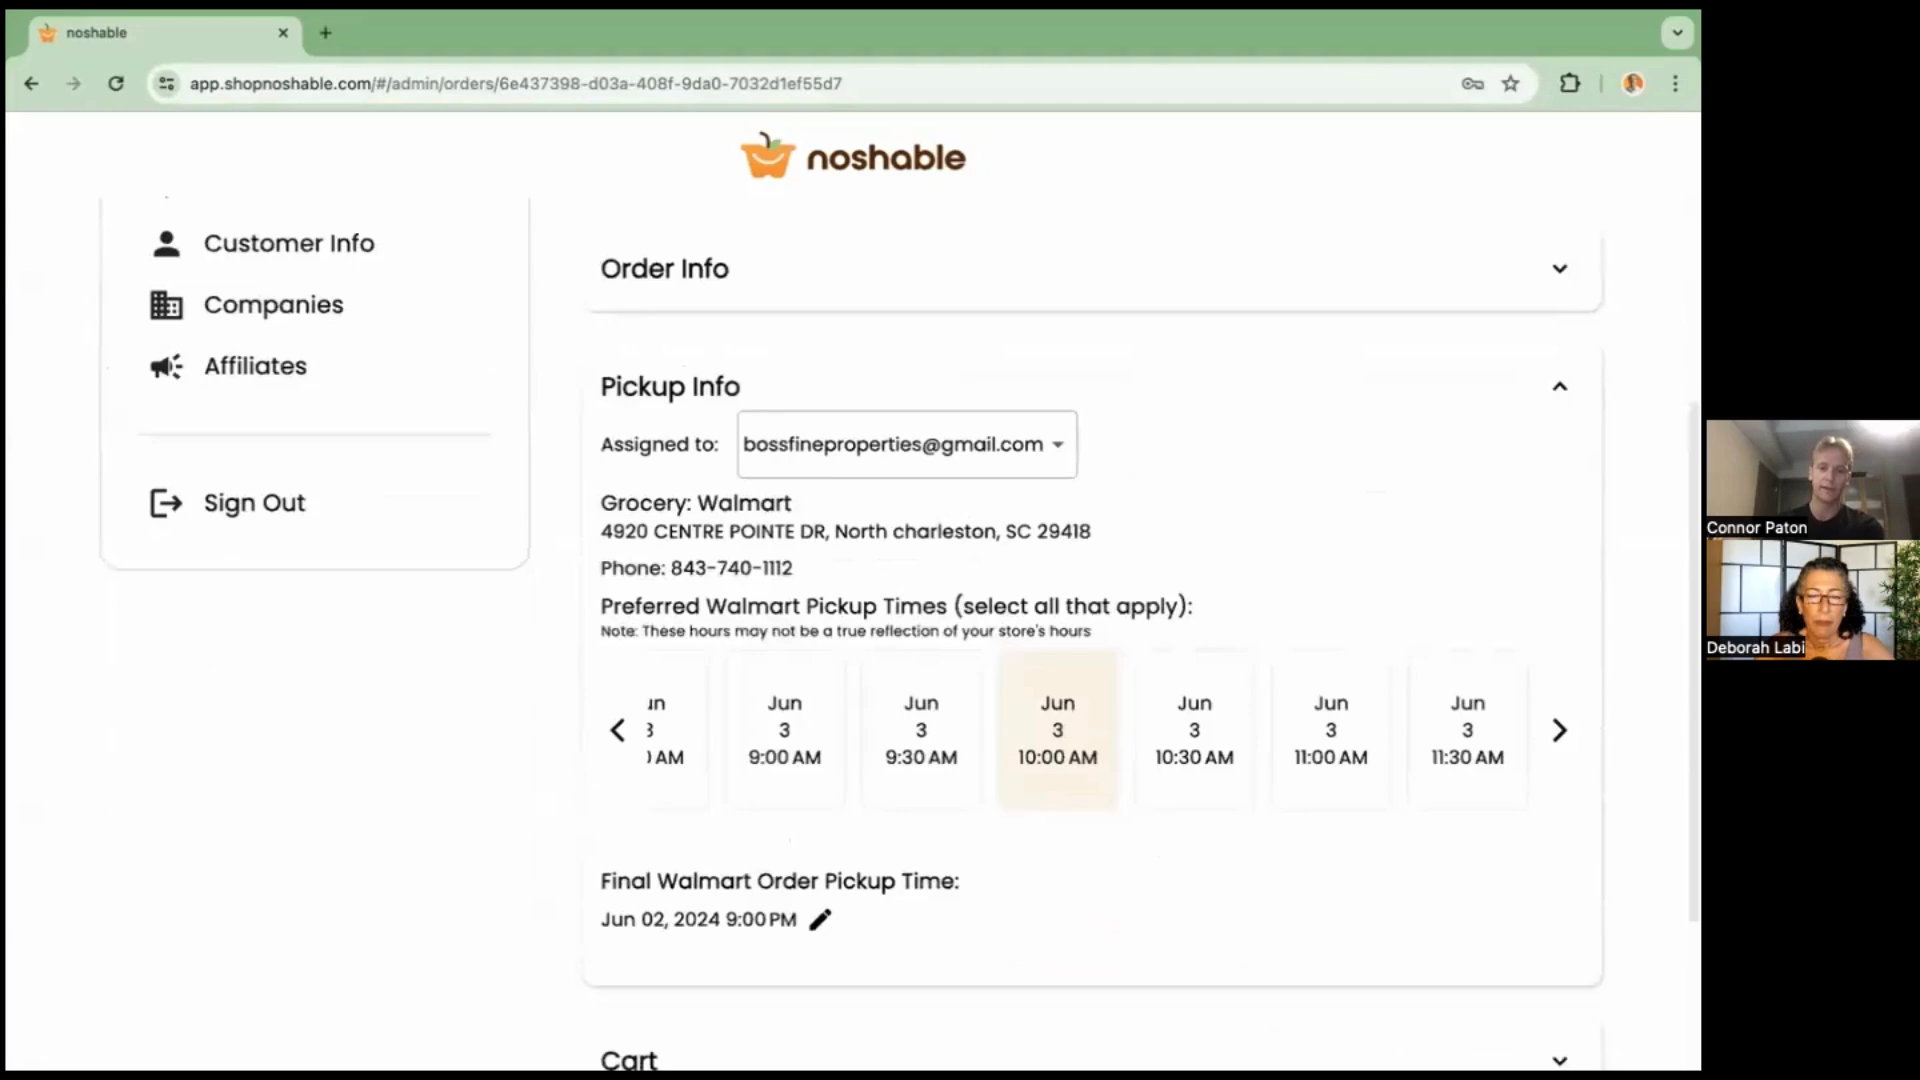 noshable
app.shopnoshable.com/#/admin/orders/6e437398-d03a-408f-9da0-7032d1ef55d7
noshable
Customer Info
Companies
Affiliates
Sign Out
Order Info
Pickup Info
Assigned to: bossfineproperties@gmail.com
Grocery: Walmart
4920 CENTRE POINTE DR, North charleston, SC 29418
Phone: 843-740-1112
Preferred Walmart Pickup Times (select all that apply):
Note: These hours may not be a true reflection of your store's hours
Jun
3
9:00 AM
Jun
3
9:30 AM
Jun
3
10:00 AM
Jun
3
10:30 AM
Jun
3
11:00 AM
Jun
3
11:30 AM
Final Walmart Order Pickup Time:
Jun 02, 2024 9:00 PM
Cart
Connor Paton
Deborah Labi